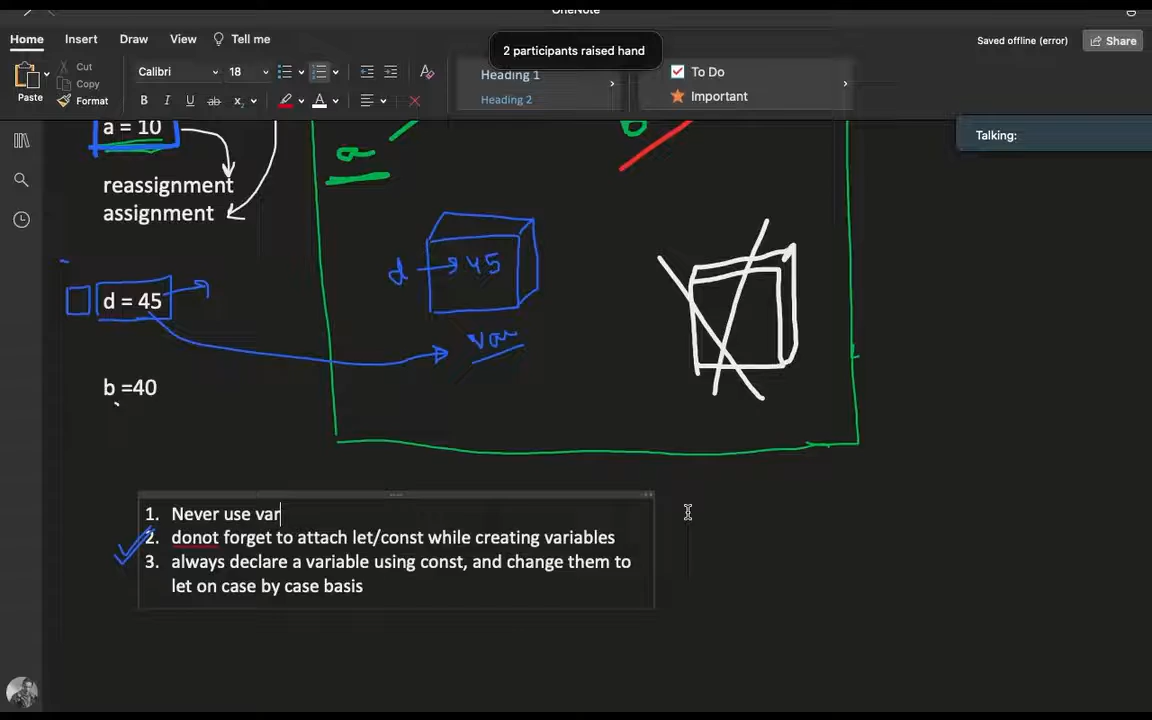 OneNote
Home Insert Draw View Tell me
2 participants raised hand
Saved offline (error)
Share
Paste
Cut
Copy
Format
Calibri 18
B I U ab x A
Heading 1
Heading 2
To Do
Important
Talking:
a = 10
a
b
reassignment
assignment
d 45
d = 45
var
b =40
1. Never use var
2. donot forget to attach let/const while creating variables
3. always declare a variable using const, and change them to
let on case by case basis